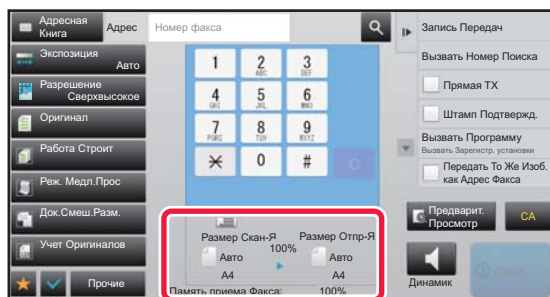 Адресная
Книга
Адрес
Номер факса
Запись Передач
Экспозиция
Авто
Вызвать Номер Поиска
Разрешение
Сверхвысокое
Прямая TX
Оригинал
Штамп Подтвержд.
Работа Строит
Вызвать Программу
Вызвать Зарегистр. установки
Реж. Медл.Прос
Передать То Же Изоб.
как Адрес Факса
Док.Смеш.Разм.
Учет Оригиналов
Прочие
1 2 3
ABC DEF
4 5 6
GHI JKL MNO
7 8 9
PQRS TUV WXYZ
0 #
Размер Скан-Я
Размер Отпр-Я
100%
Авто
Авто
A4
A4
Память приема Факса: 100%
Предварит.
Просмотр
CA
Динамик
Старт